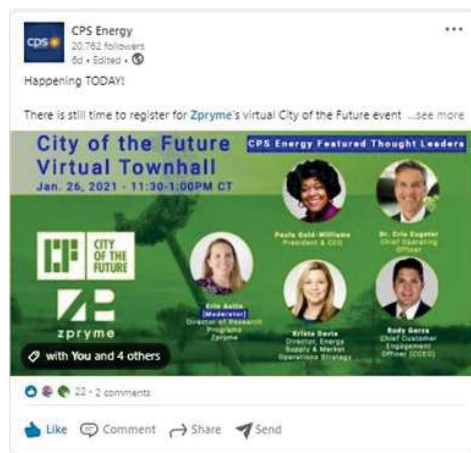 CPS Energy
20,762 followers
6d • Edited •
Happening TODAY!
There is still time to register for Zpryme's virtual City of the Future event ...see more
City of the Future
Virtual Townhall
Jan. 26, 2021 - 11:30-1:00PM CT
CPS Energy Featured Thought Leaders
Paula Gold-Williams
President & CEO
Dr. Cris Eugster
Chief Operating
Officer
CF
CITY
OF THE
FUTURE
ZP
zpryme
[Moderator]
Director of Research
Programs
Zpryme
Krista Davis
Director, Energy
Supply & Market
Operations Strategy
Rudy Garza
Chief Customer
Engagement
Officer (CCEO)
with You and 4 others
22 • 2 comments
Like
Comment
Share
Send
cps